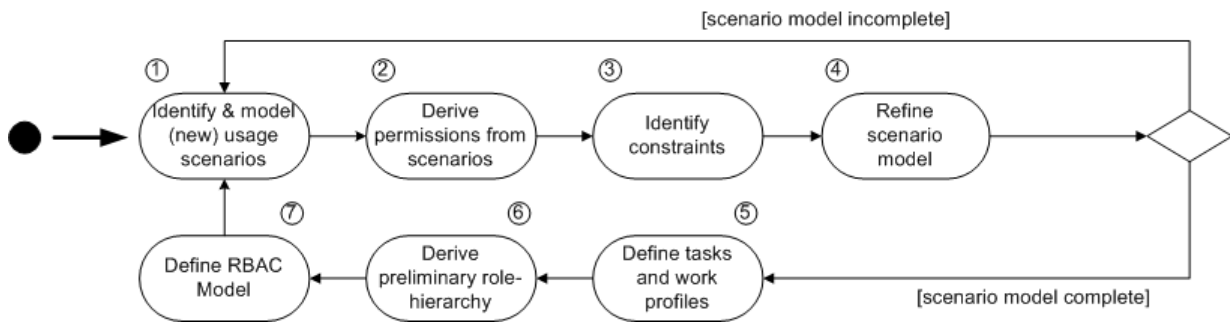 [scenario model incomplete]
1
Identify & model
(new) usage
scenarios
2
Derive
permissions from
scenarios
3
Identify
constraints
4
Refine
scenario
model
5
Define tasks
and work
profiles
6
Derive
preliminary role-
hierarchy
7
Define RBAC
Model
[scenario model complete]